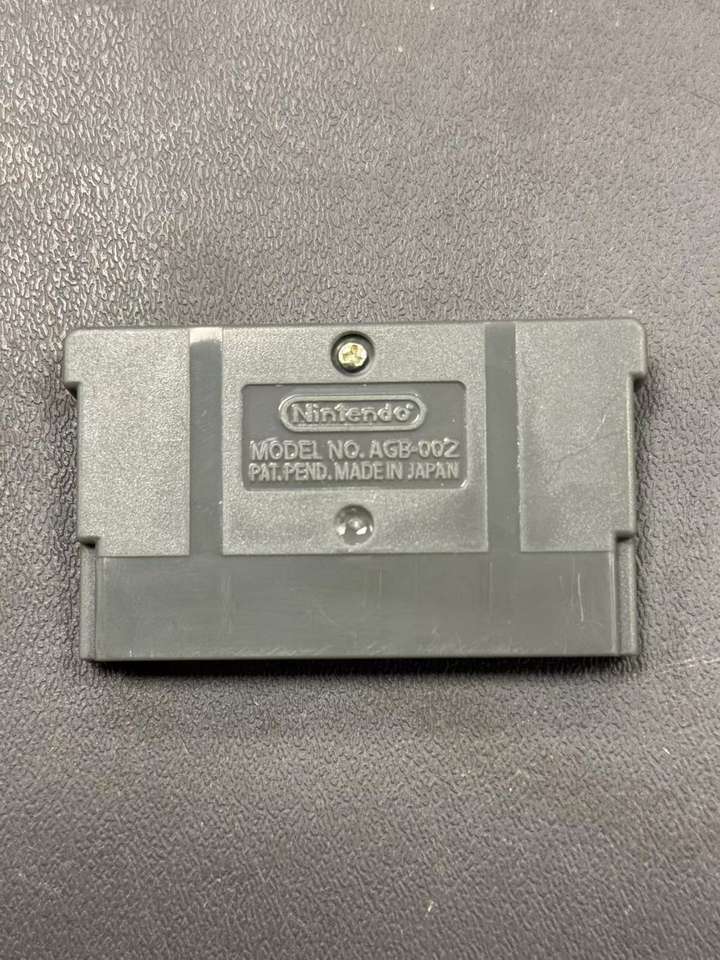 Nintendo®
MODEL NO. AGB-002
PAT. PEND. MADE IN JAPAN